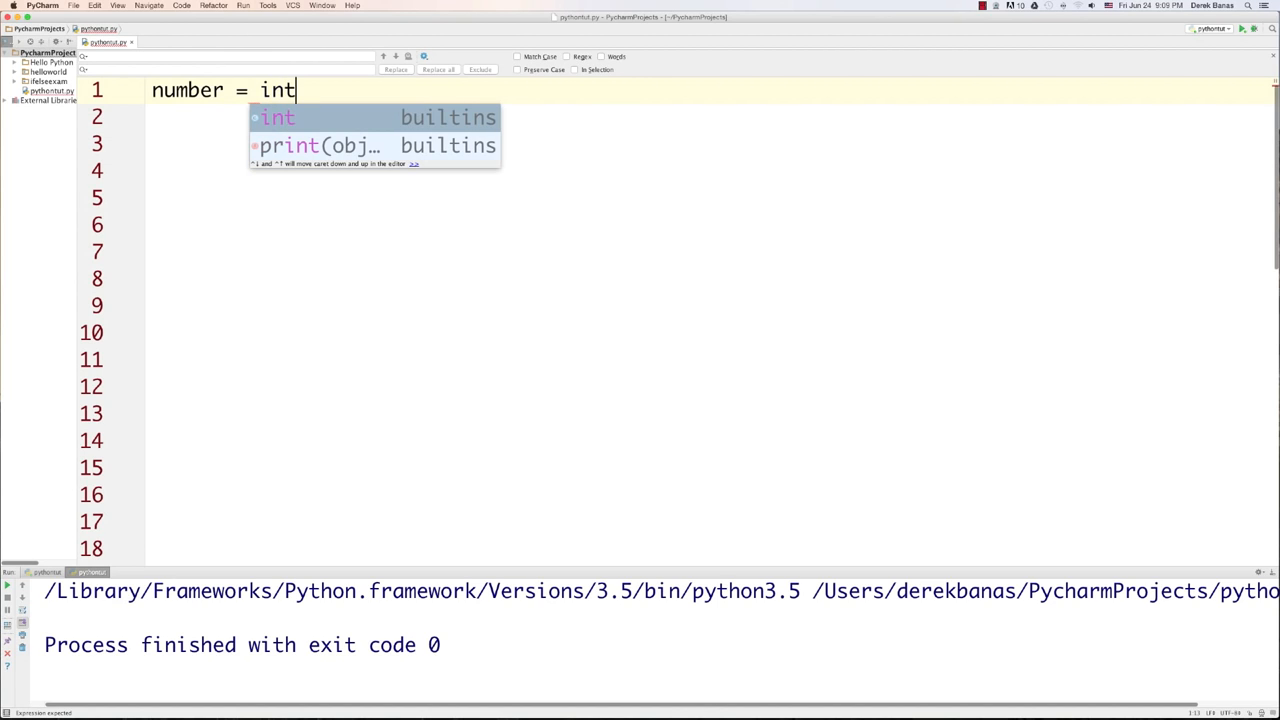 PyCharm File Edit View Navigate Code Refactor Run Tools VCS Window Help 10 Fri Jun 24 9:09 PM Derek Banas
pythontut.py - PycharmProjects - [~/PycharmProjects]
PycharmProjects pythontut.py pythontut
pythontut.py ×
PycharmProject
Hello Python
helloworld
ifelseexam
pythontut.py
External Librarie
Match Case Regex Words
Replace Replace all Exclude Preserve Case In Selection
1 number = int
int builtins
print(obj… builtins
^↓ and ^↑ will move caret down and up in the editor >>
2
3
4
5
6
7
8
9
10
11
12
13
14
15
16
17
18
Run: pythontut pythontut
/Library/Frameworks/Python.framework/Versions/3.5/bin/python3.5 /Users/derekbanas/PycharmProjects/pytho
Process finished with exit code 0
Expression expected 1:13 LF÷ UTF-8÷